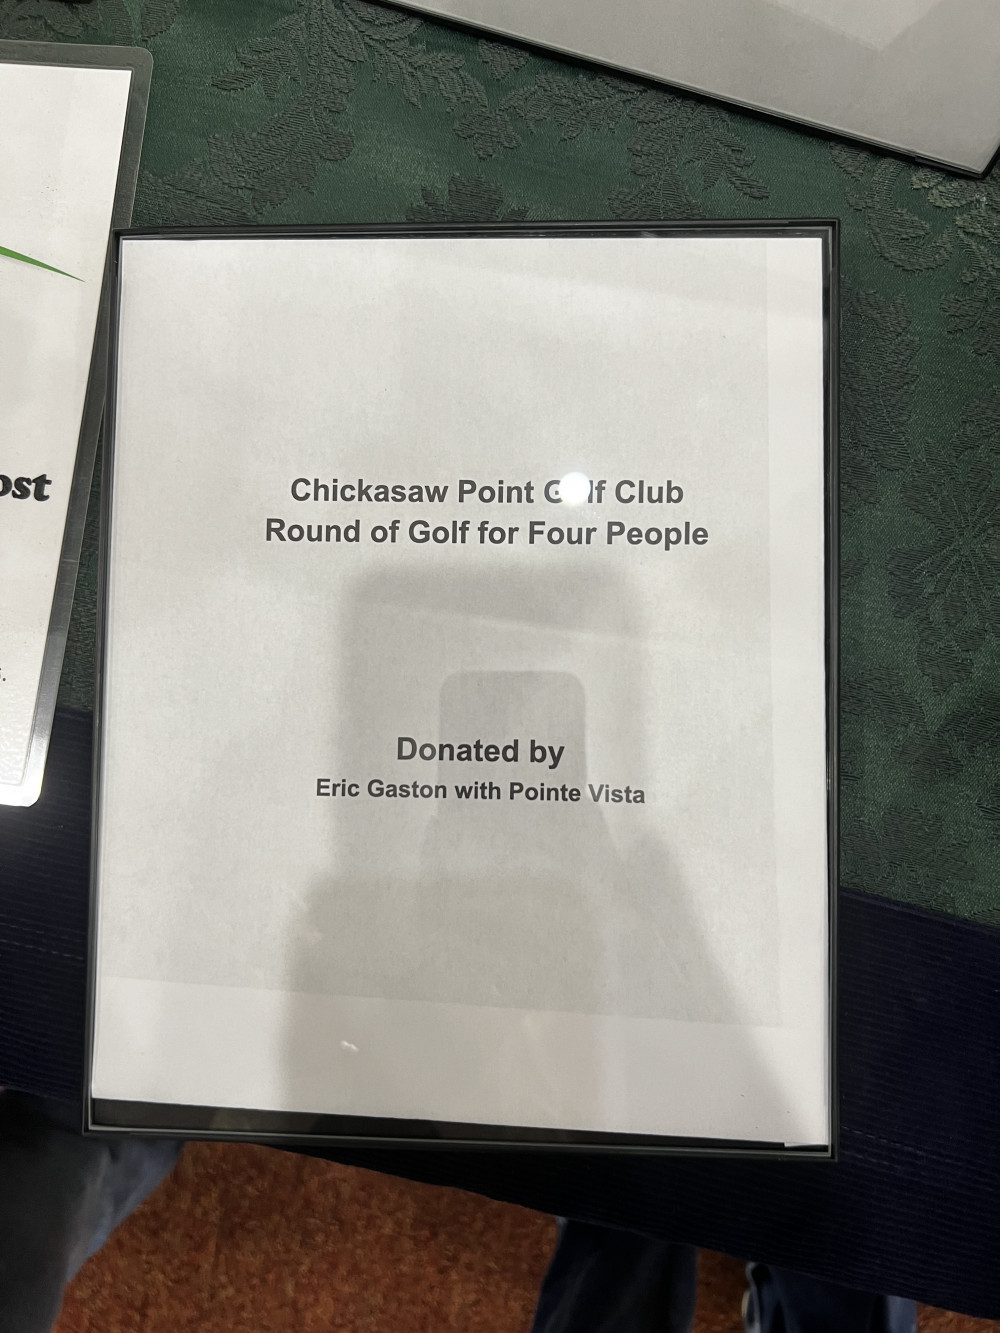 Chickasaw Point Golf Club
Round of Golf for Four People
Donated by
Eric Gaston with Pointe Vista